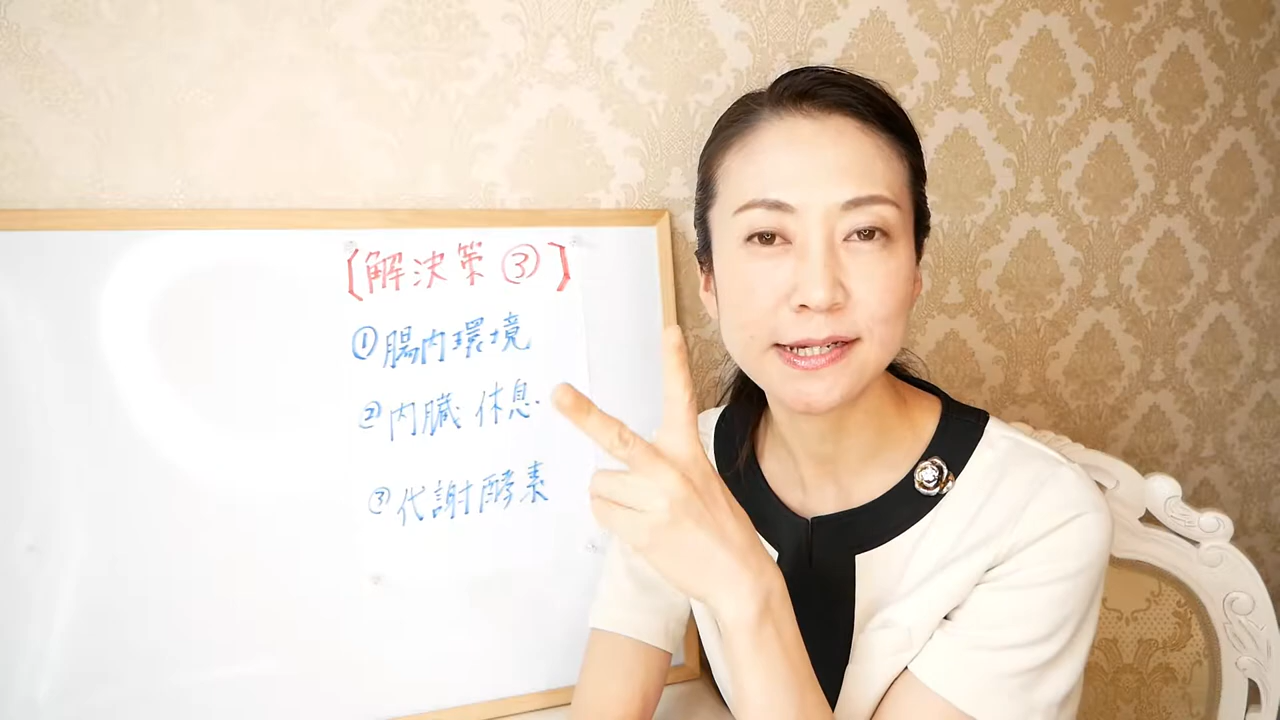 【解決策③】
①腸内環境
②内臓休息
③代謝酵素